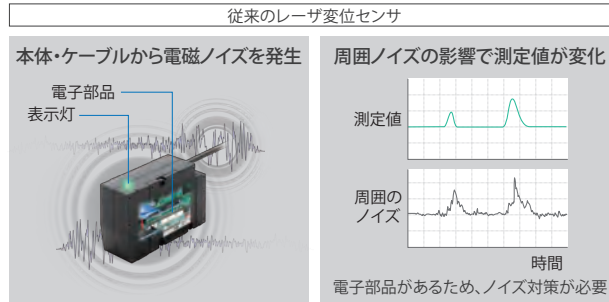 従来のレーザ変位センサ
本体・ケーブルから電磁ノイズを発生
電子部品
表示灯
周囲ノイズの影響で測定値が変化
測定値
周囲の
ノイズ
時間
電子部品があるため、ノイズ対策が必要